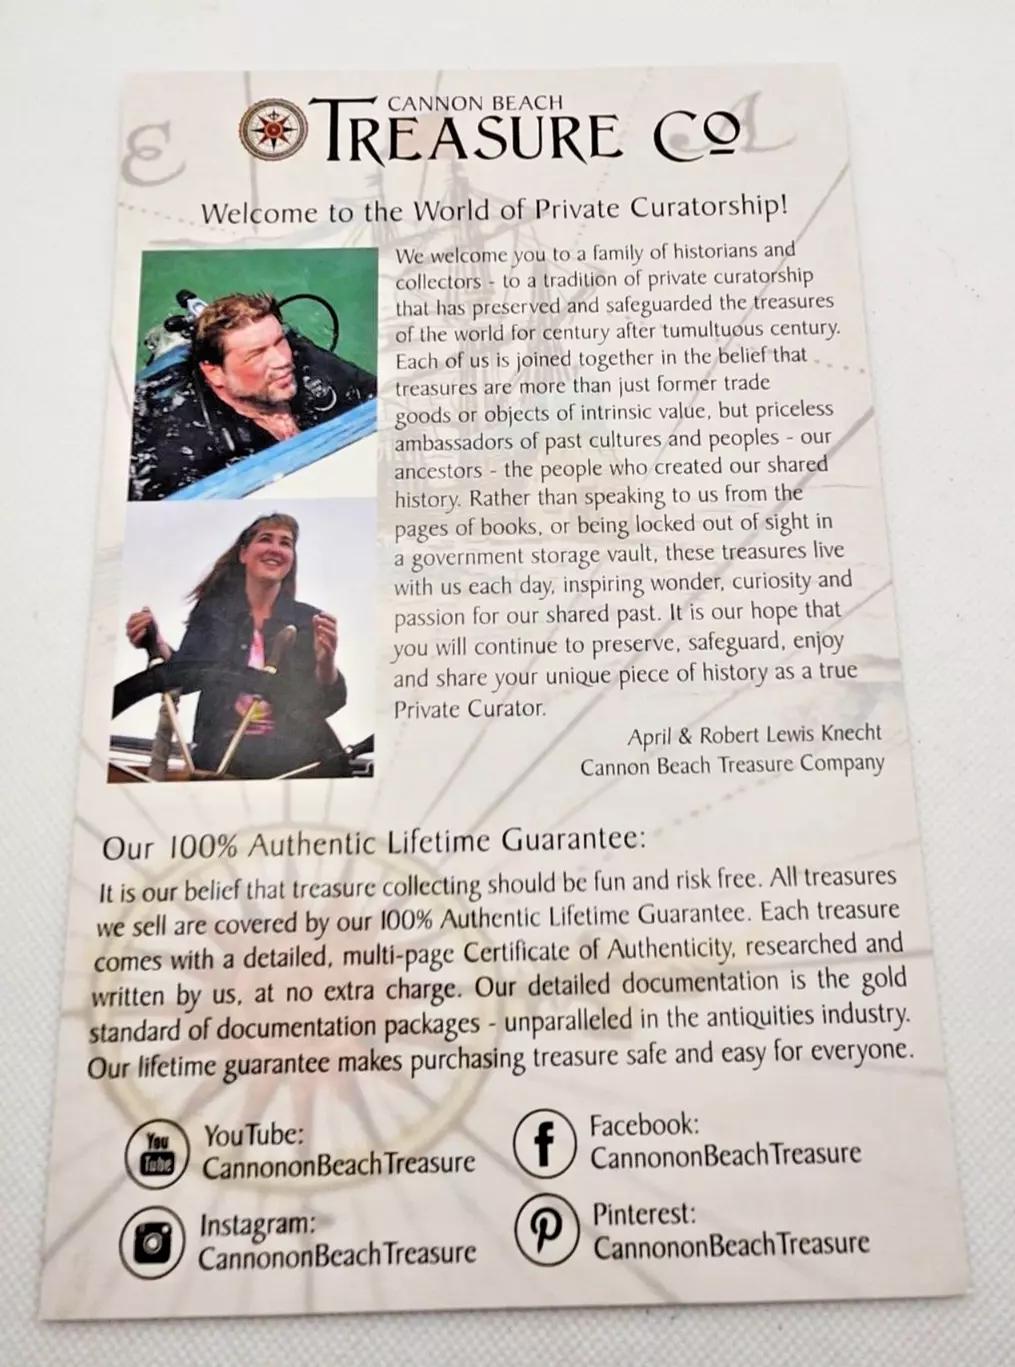 CANNON BEACH
TREASURE Co
Welcome to the World of Private Curatorship!
We welcome you to a family of historians and
collectors - to a tradition of private curatorship
that has preserved and safeguarded the treasures
of the world for century after tumultuous century.
Each of us is joined together in the belief that
treasures are more than just former trade
goods or objects of intrinsic value, but priceless
ambassadors of past cultures and peoples - our
ancestors - the people who created our shared
history. Rather than speaking to us from the
pages of books, or being locked out of sight in
a government storage vault, these treasures live
with us each day, inspiring wonder, curiosity and
passion for our shared past. It is our hope that
you will continue to preserve, safeguard, enjoy
and share your unique piece of history as a true
Private Curator.
April & Robert Lewis Knecht
Cannon Beach Treasure Company
Our 100% Authentic Lifetime Guarantee:
It is our belief that treasure collecting should be fun and risk free. All treasures
we sell are covered by our 100% Authentic Lifetime Guarantee. Each treasure
comes with a detailed, multi-page Certificate of Authenticity, researched and
written by us, at no extra charge. Our detailed documentation is the gold
standard of documentation packages - unparalleled in the antiquities industry.
Our lifetime guarantee makes purchasing treasure safe and easy for everyone.
You
Tube
YouTube:
CannononBeachTreasure
f
Facebook:
CannononBeachTreasure
Instagram:
CannononBeachTreasure
Pinterest:
CannononBeachTreasure